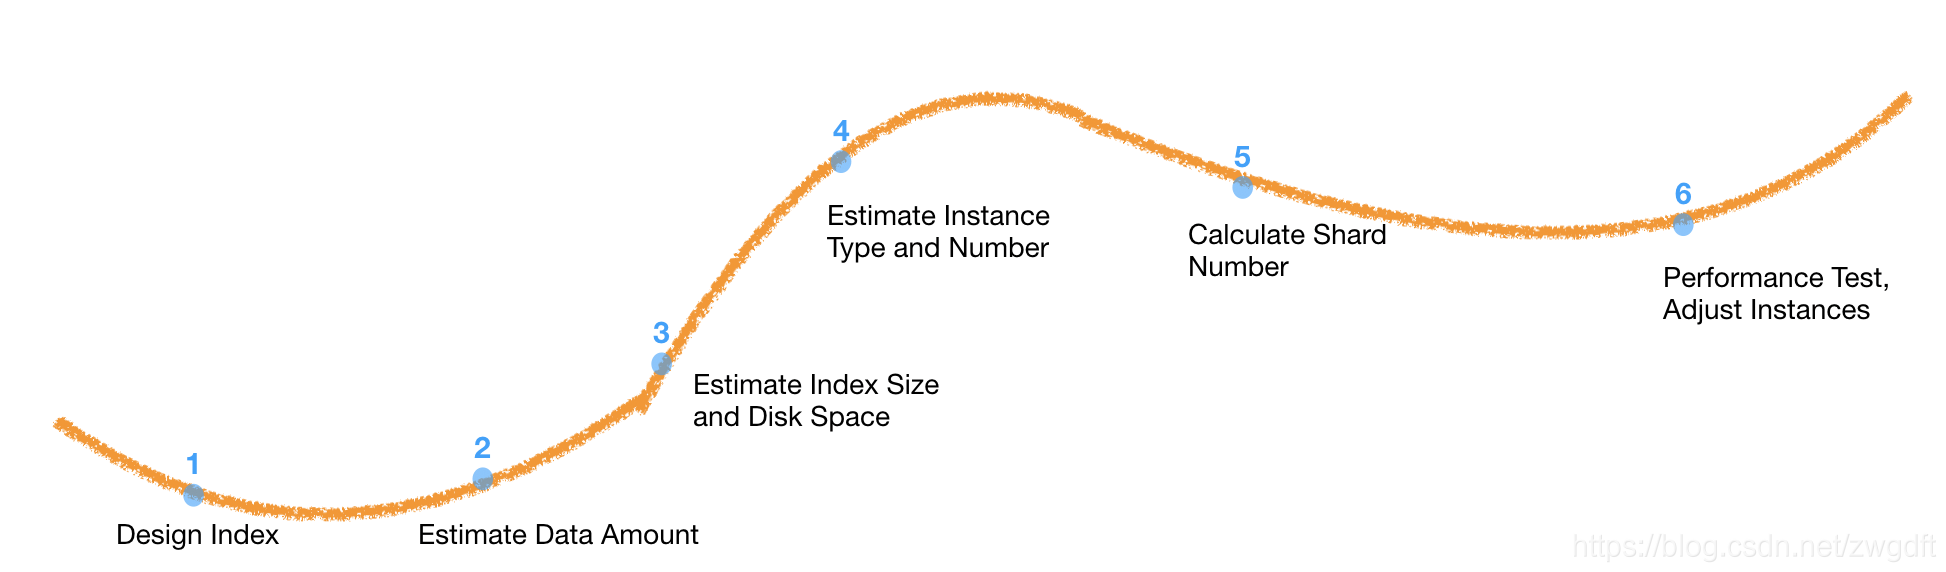 1
Design Index
2
Estimate Data Amount
3
Estimate Index Size
and Disk Space
4
Estimate Instance
Type and Number
5
Calculate Shard
Number
6
Performance Test,
Adjust Instances
https://blog.csdn.net/zwgdft